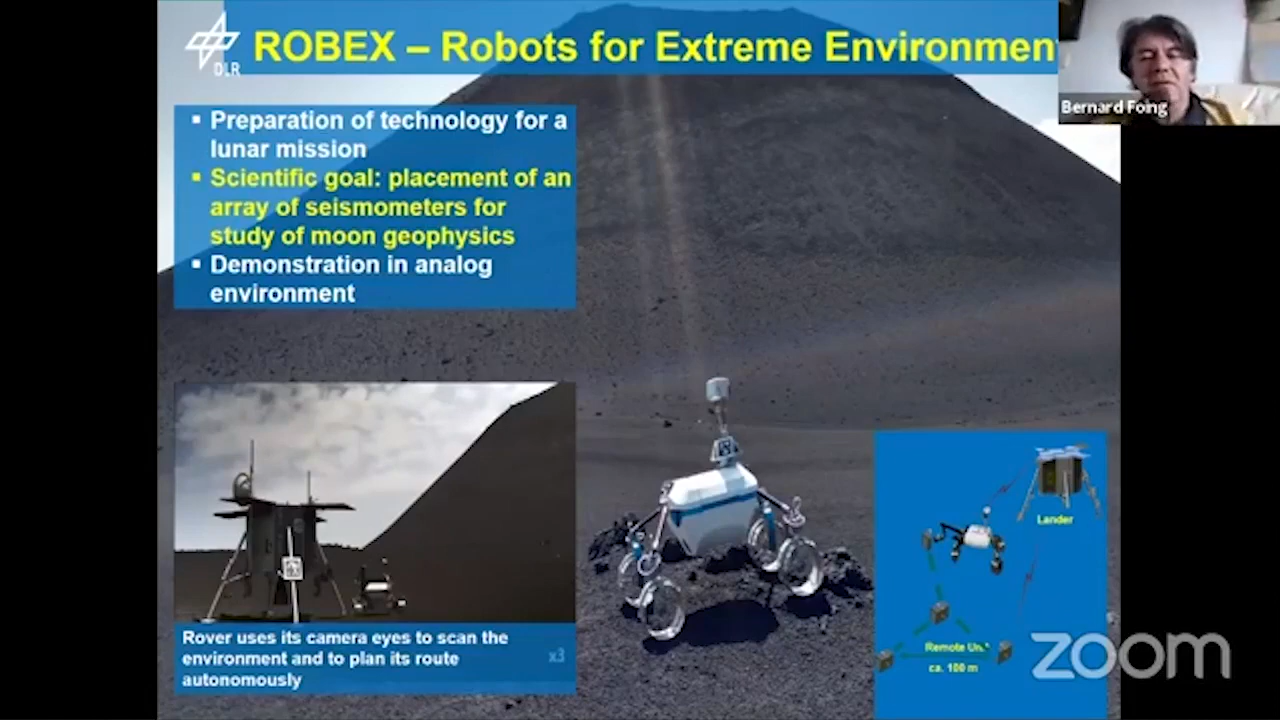 DLR
ROBEX – Robots for Extreme Environmen
Bernard Foing
▪ Preparation of technology for a
lunar mission
▪ Scientific goal: placement of an
array of seismometers for
study of moon geophysics
▪ Demonstration in analog
environment
Lander
Rover uses its camera eyes to scan the
environment and to plan its route
autonomously
x3
Remote
ca. 100 m
zoom